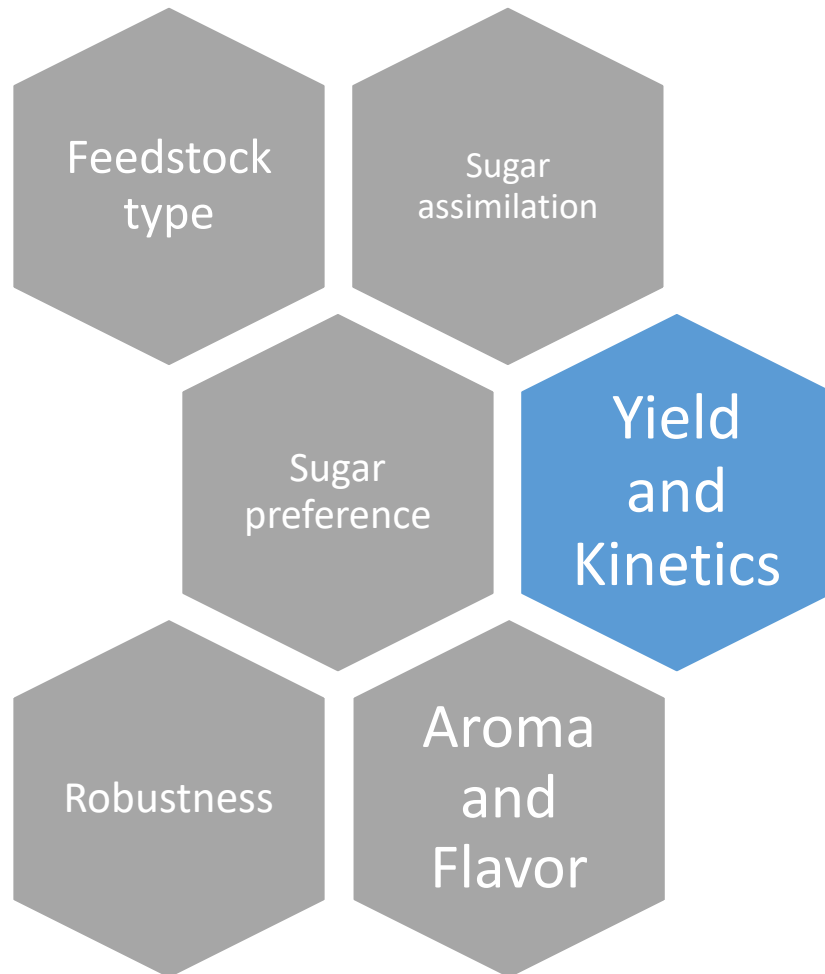 Feedstock
type
Sugar
assimilation
Sugar
preference
Yield
and
Kinetics
Robustness
Aroma
and
Flavor